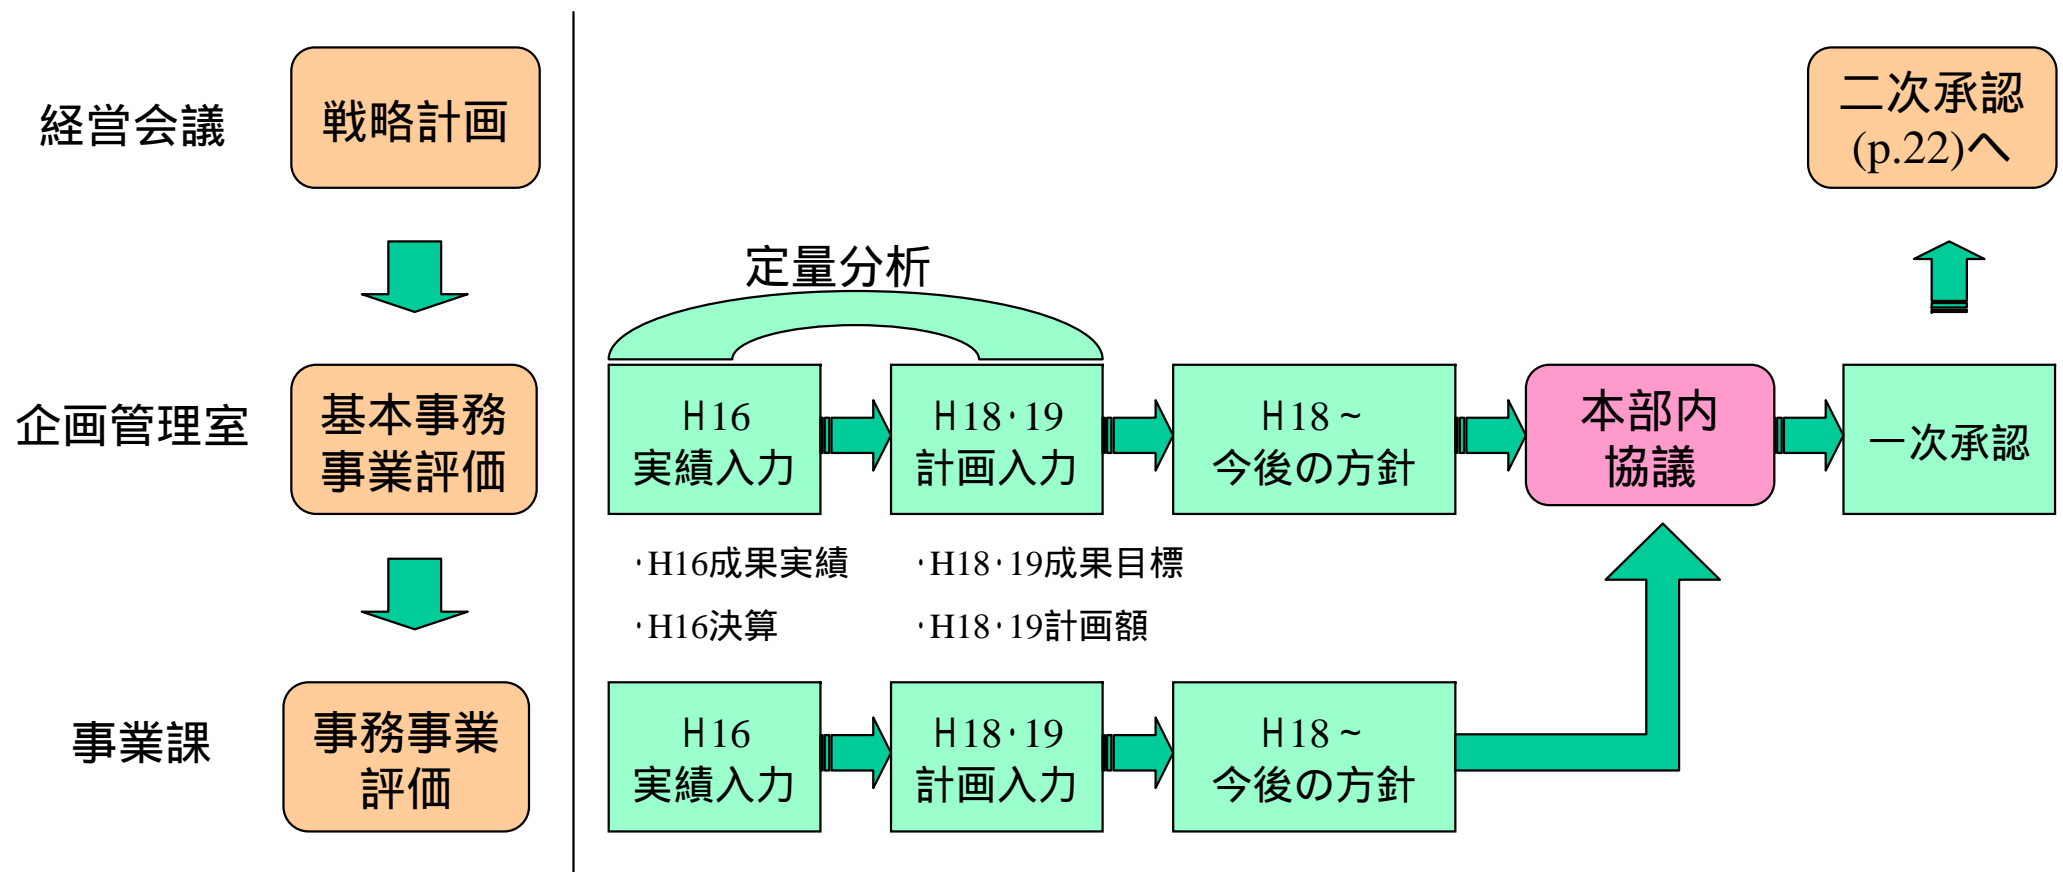 経営会議
戦略計画
二次承認
(p.22)へ
定量分析
企画管理室
基本事務
事業評価
H16
実績入力
H18・19
計画入力
H18~
今後の方針
本部内
協議
一次承認
・H16成果実績
・H16決算
・H18・19成果目標
・H18・19計画額
事業課
事務事業
評価
H16
実績入力
H18・19
計画入力
H18~
今後の方針